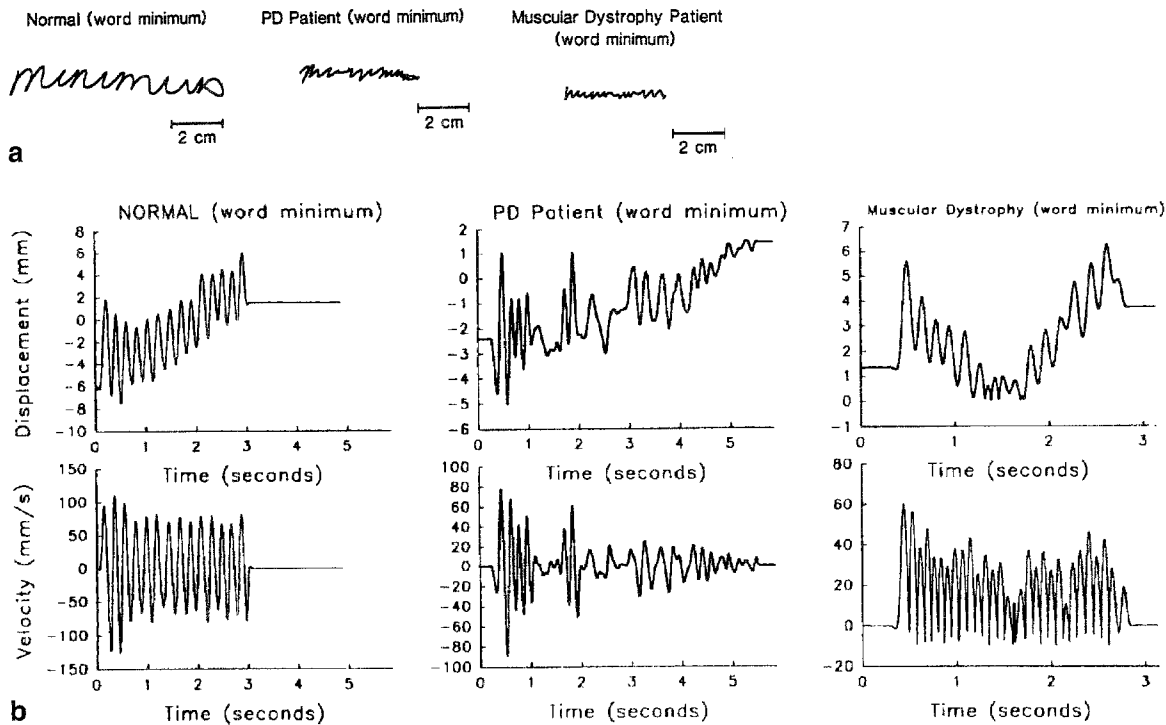 Normal (word minimum)
PD Patient (word minimum)
Muscular Dystrophy Patient
(word minimum)
minimum
2 cm
2 cm
2 cm
a
NORMAL (word minimum)
PD Patient (word minimum)
Muscular Dystrophy (word minimum)
Displacement (mm)
8
6
4
2
0
-2
-4
-6
-8
-10
0 1 2 3 4 5
Time (seconds)
2
0
-1
-2
-3
-4
-5
-6
0 1 2 3 4 5
Time (seconds)
7
6
5
4
3
2
1
0
-1
0 1 2 3
Time (seconds)
Velocity (mm/s)
150
100
50
0
-50
-100
-150
0 1 2 3 4 5
Time (seconds)
100
80
60
40
20
0
-20
-40
-60
-80
-100
0 1 2 3 4 5
Time (seconds)
80
60
40
20
0
-20
0 1 2 3
Time (seconds)
b